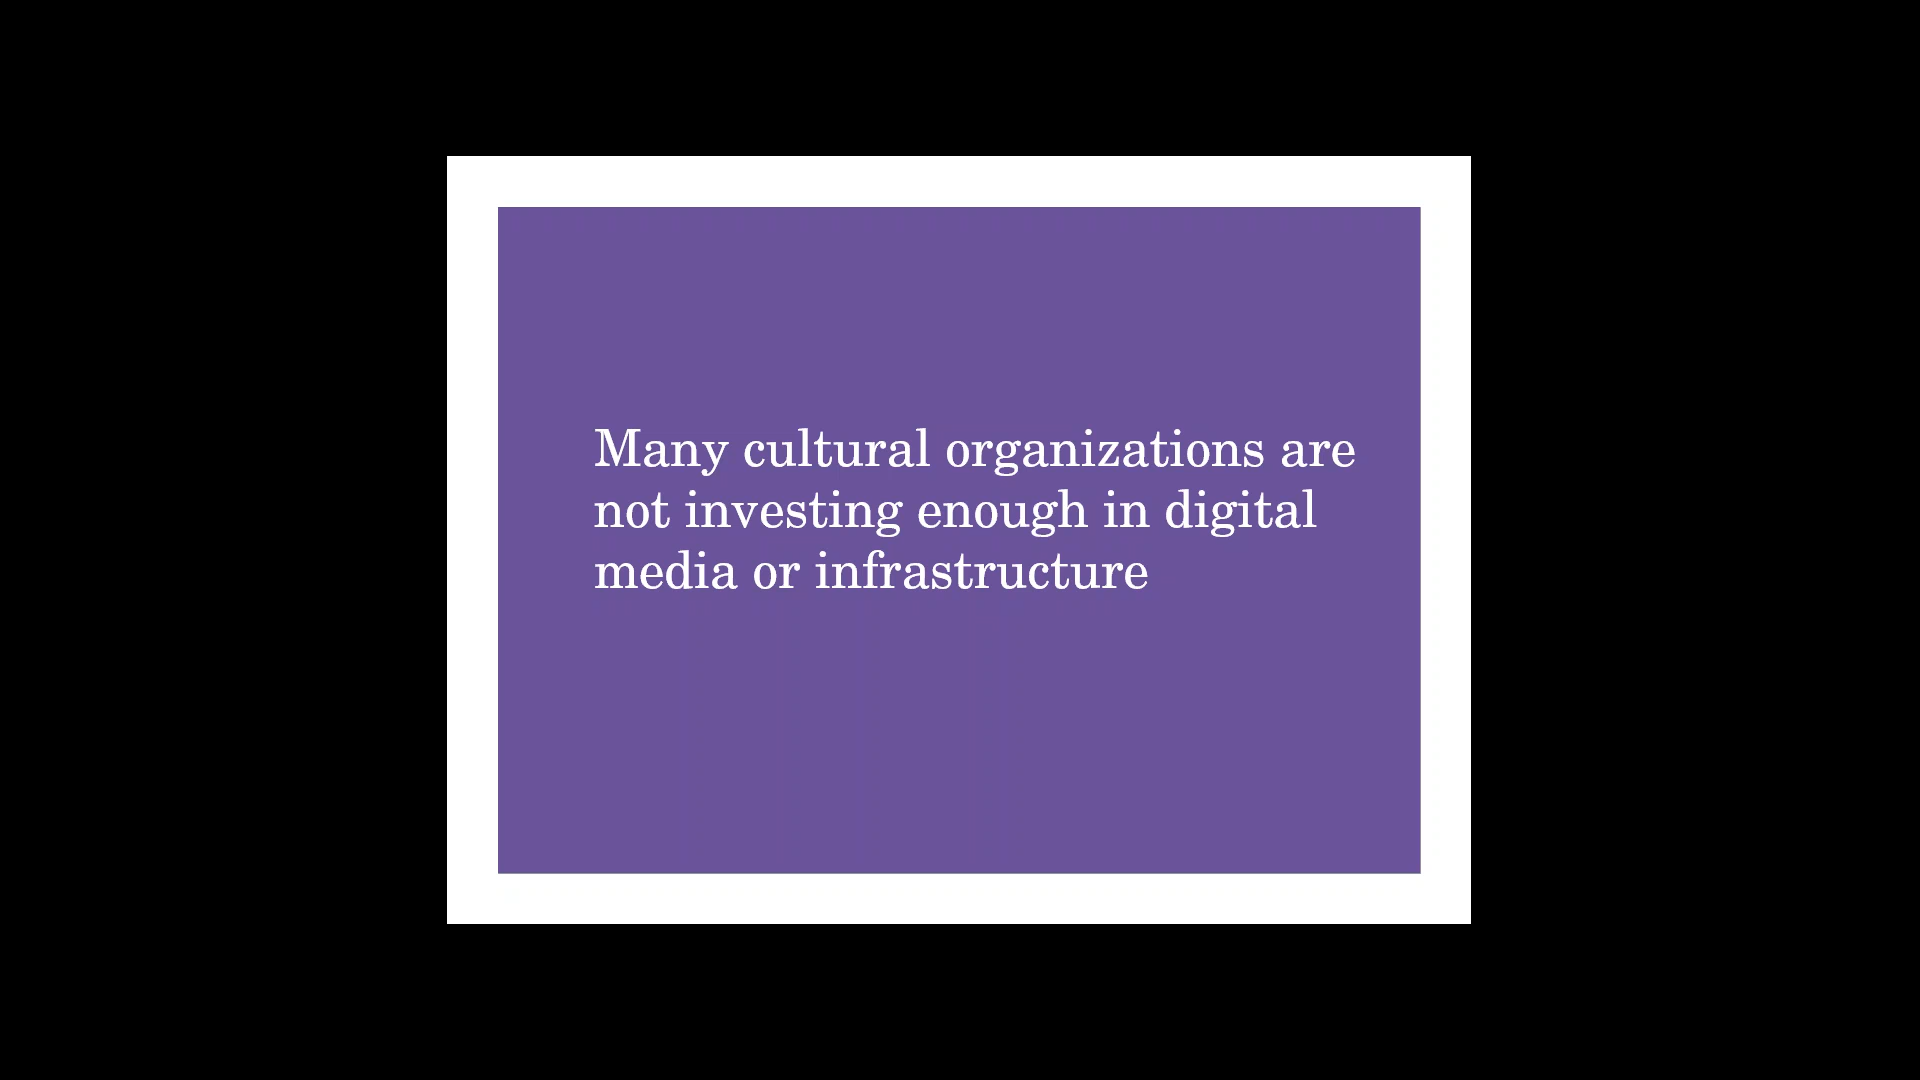 Many cultural organizations are
not investing enough in digital
media or infrastructure